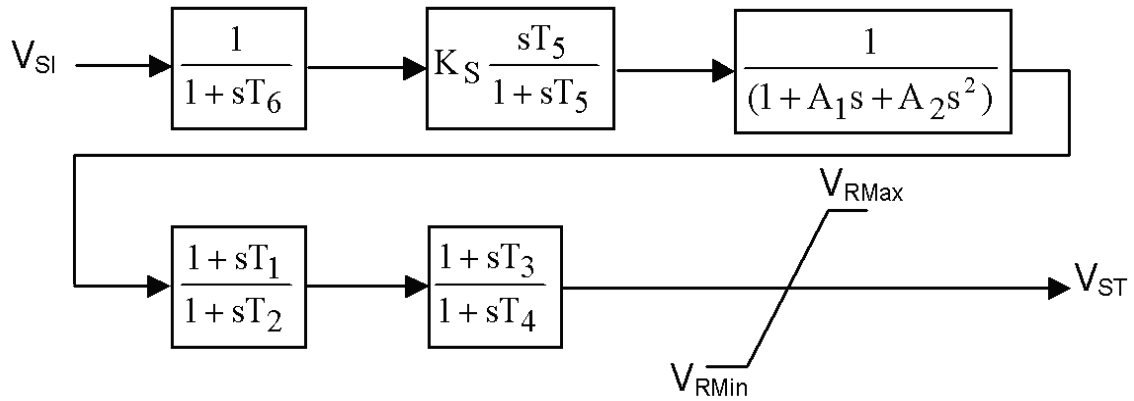 V_SI
1
1 + sT_6
K_S sT_5
1 + sT_5
1
(1 + A_1s + A_2s^2)
V_RMax
1 + sT_1
1 + sT_2
1 + sT_3
1 + sT_4
V_ST
V_RMin